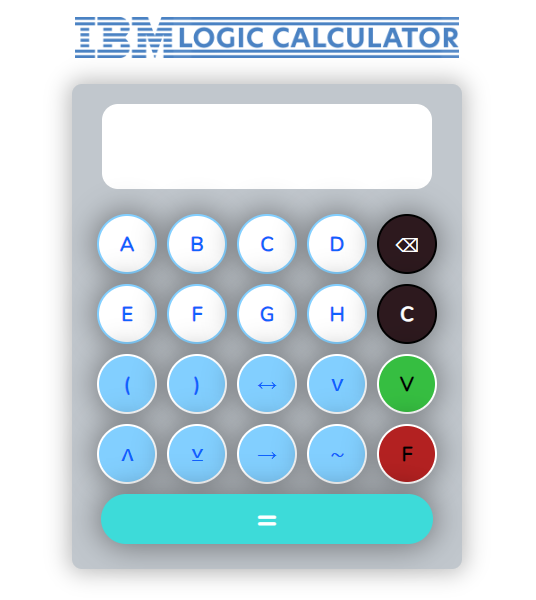 IBM LOGIC CALCULATOR
A B C D ⌫
E F G H C
( ) ↔ v V
ʌ ⊻ → ~ F
=